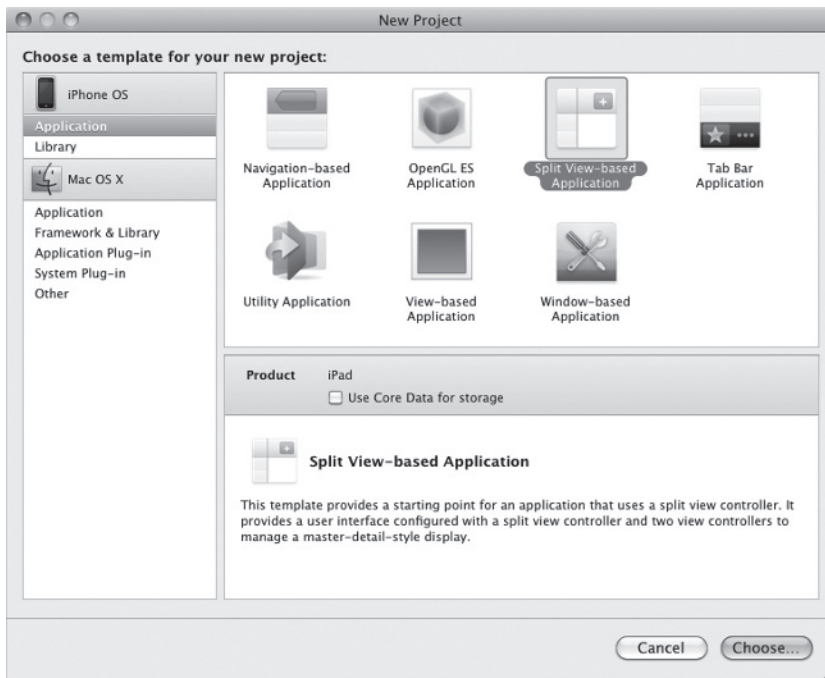 New Project
Choose a template for your new project:
iPhone OS
Application
Library
Mac OS X
Application
Framework & Library
Application Plug-in
System Plug-in
Other
Navigation-based
Application
OpenGL ES
Application
Split View-based
Application
Tab Bar
Application
Utility Application
View-based
Application
Window-based
Application
Product iPad
Use Core Data for storage
Split View-based Application
This template provides a starting point for an application that uses a split view controller. It
provides a user interface configured with a split view controller and two view controllers to
manage a master-detail-style display.
Cancel Choose...